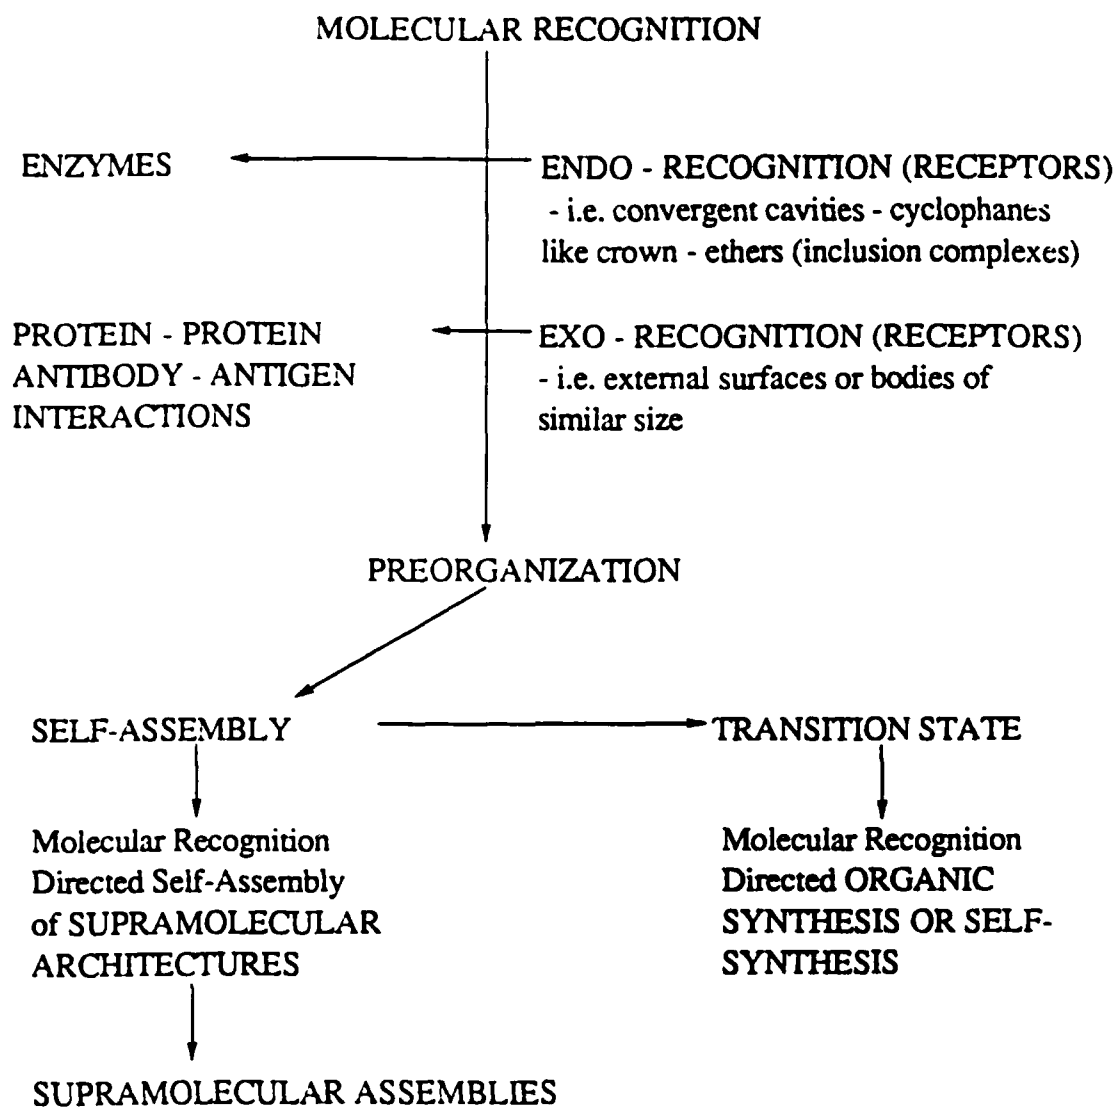 MOLECULAR RECOGNITION
ENZYMES
ENDO - RECOGNITION (RECEPTORS)
- i.e. convergent cavities - cyclophanes
like crown - ethers (inclusion complexes)
PROTEIN - PROTEIN
ANTIBODY - ANTIGEN
INTERACTIONS
EXO - RECOGNITION (RECEPTORS)
- i.e. external surfaces or bodies of
similar size
PREORGANIZATION
SELF-ASSEMBLY
TRANSITION STATE
Molecular Recognition
Directed Self-Assembly
of SUPRAMOLECULAR
ARCHITECTURES
Molecular Recognition
Directed ORGANIC
SYNTHESIS OR SELF-
SYNTHESIS
SUPRAMOLECULAR ASSEMBLIES